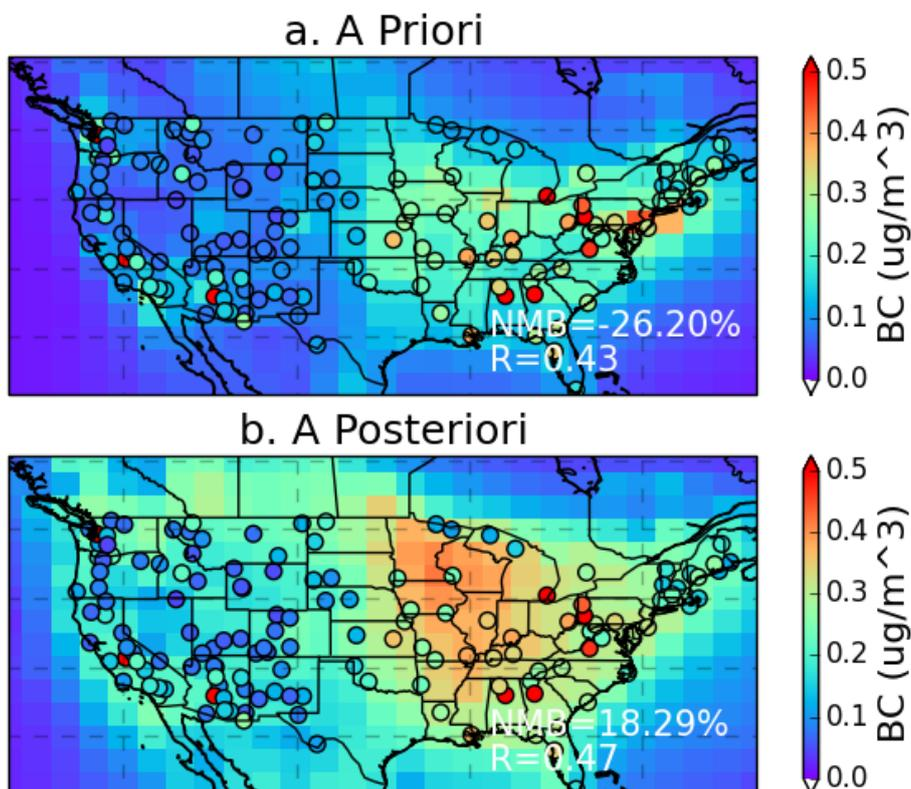 a. A Priori
0.5
0.4
0.3
0.2
0.1
0.0
BC (ug/m^3)
NMB=-26.20%
R=0.43
b. A Posteriori
0.5
0.4
0.3
0.2
0.1
0.0
BC (ug/m^3)
NMB=18.29%
R=0.47